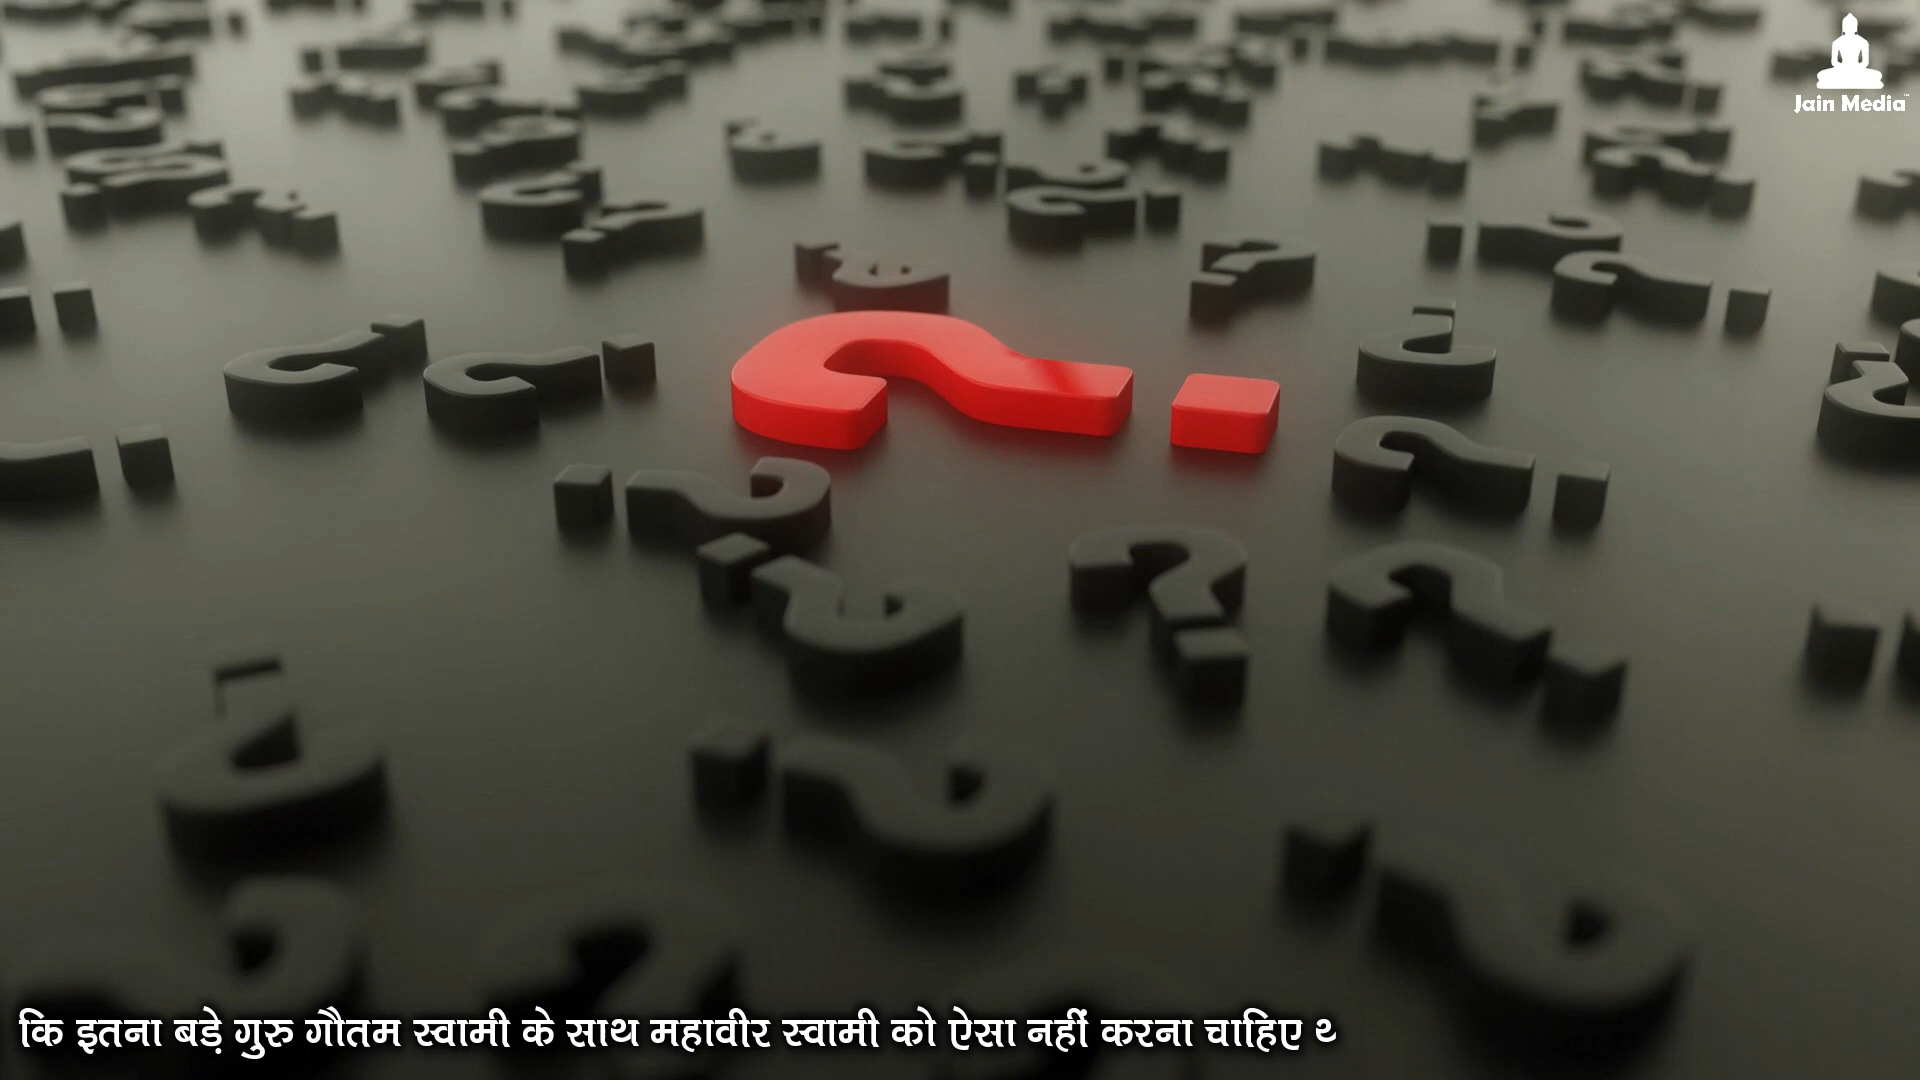 Jain Media
कि इतना बड़े गुरु गौतम स्वामी के साथ महावीर स्वामी को ऐसा नहीं करना चाहिए